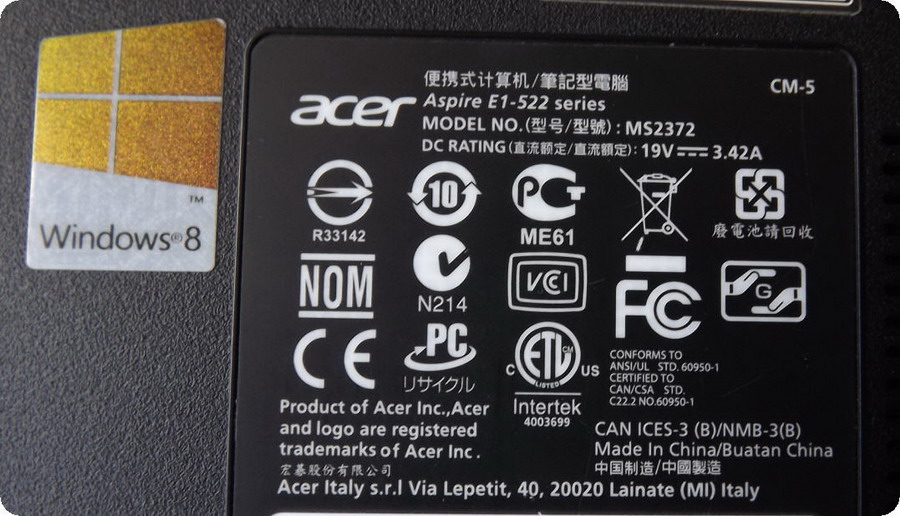 Windows®8
TM
acer
便携式计算机/筆記型電腦
CM-5
Aspire E1-522 series
MODEL NO.(型号/型號): MS2372
DC RATING(直流额定/直流額定): 19V⎓3.42A
R33142
10
PCT
ME61
廢電池請回收
NOM
N214
VCCI
FC
G
CE
PC
リサイクル
ETL
CM
LISTED
C
US
Intertek
4003699
CONFORMS TO
ANSI/UL STD. 60950-1
CERTIFIED TO
CAN/CSA STD.
C22.2 NO.60950-1
Product of Acer Inc.,Acer
and logo are registered
trademarks of Acer Inc.
宏碁股份有限公司
CAN ICES-3 (B)/NMB-3(B)
Made In China/Buatan China
中国制造/中國製造
Acer Italy s.r.l Via Lepetit, 40, 20020 Lainate (MI) Italy